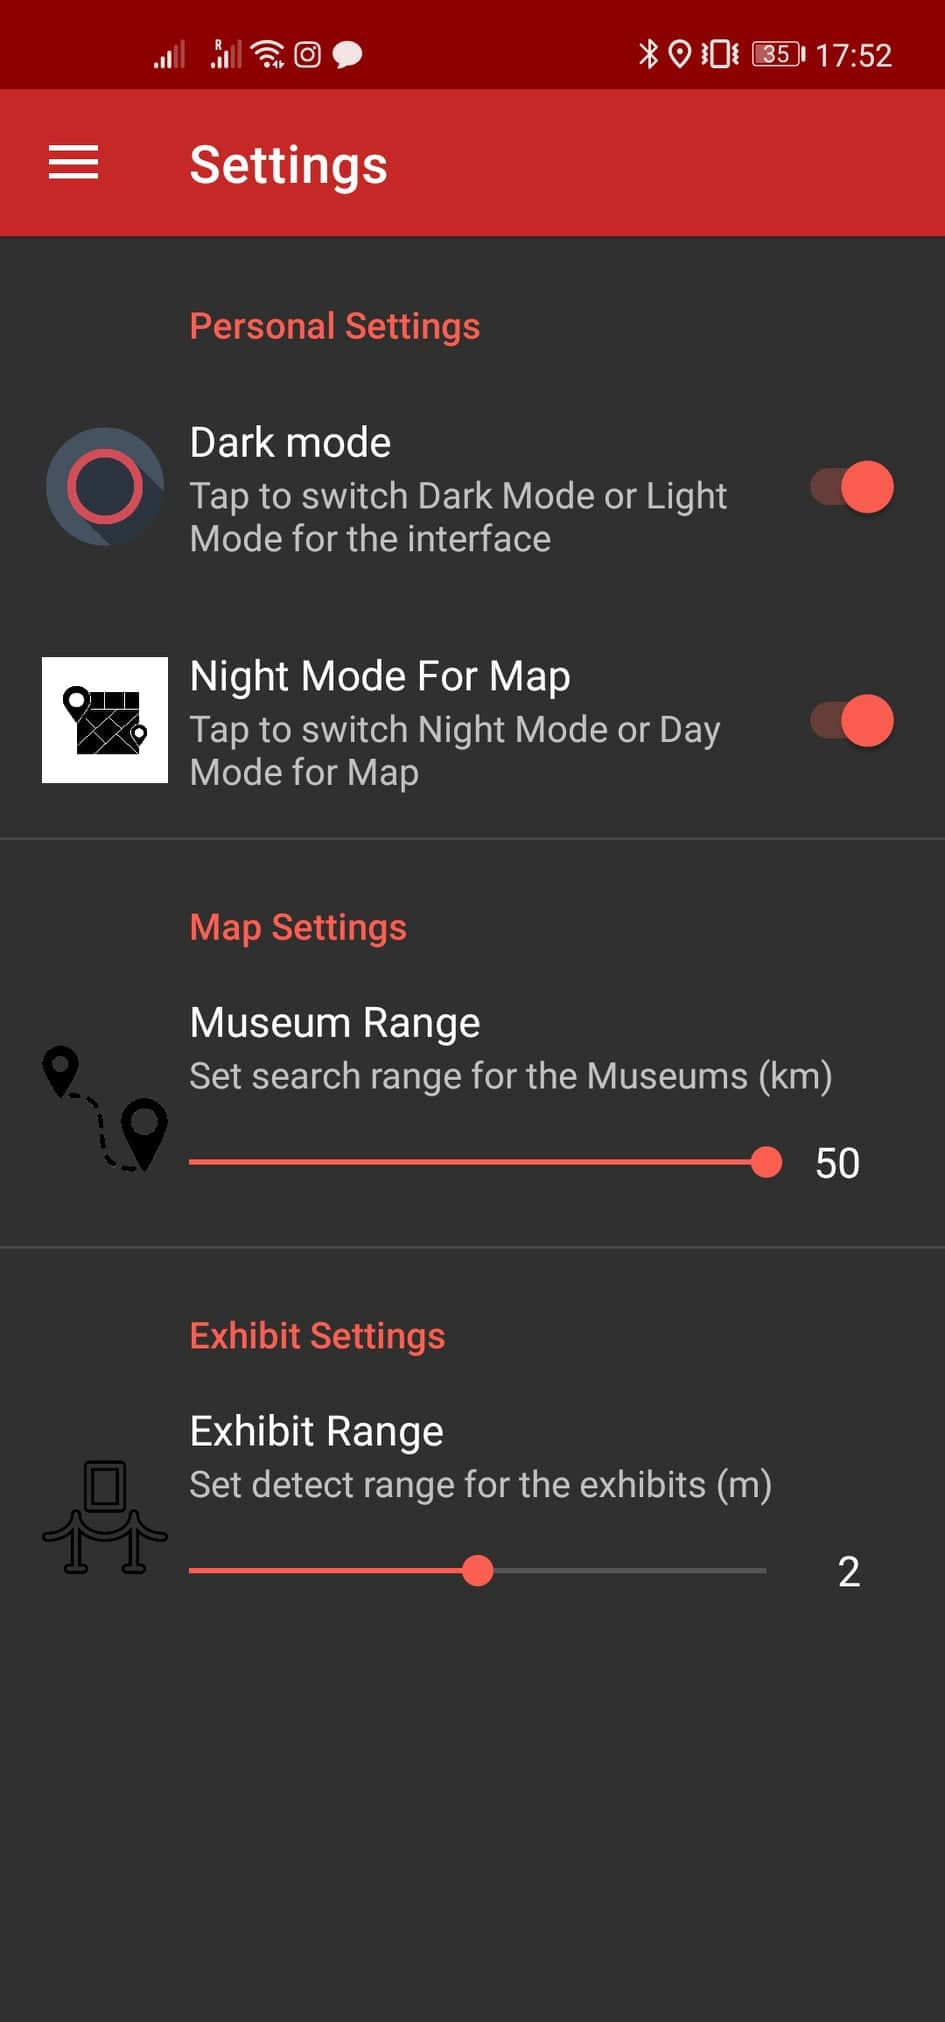 R 35 17:52
Settings
Personal Settings
Dark mode
Tap to switch Dark Mode or Light
Mode for the interface
Night Mode For Map
Tap to switch Night Mode or Day
Mode for Map
Map Settings
Museum Range
Set search range for the Museums (km)
50
Exhibit Settings
Exhibit Range
Set detect range for the exhibits (m)
2